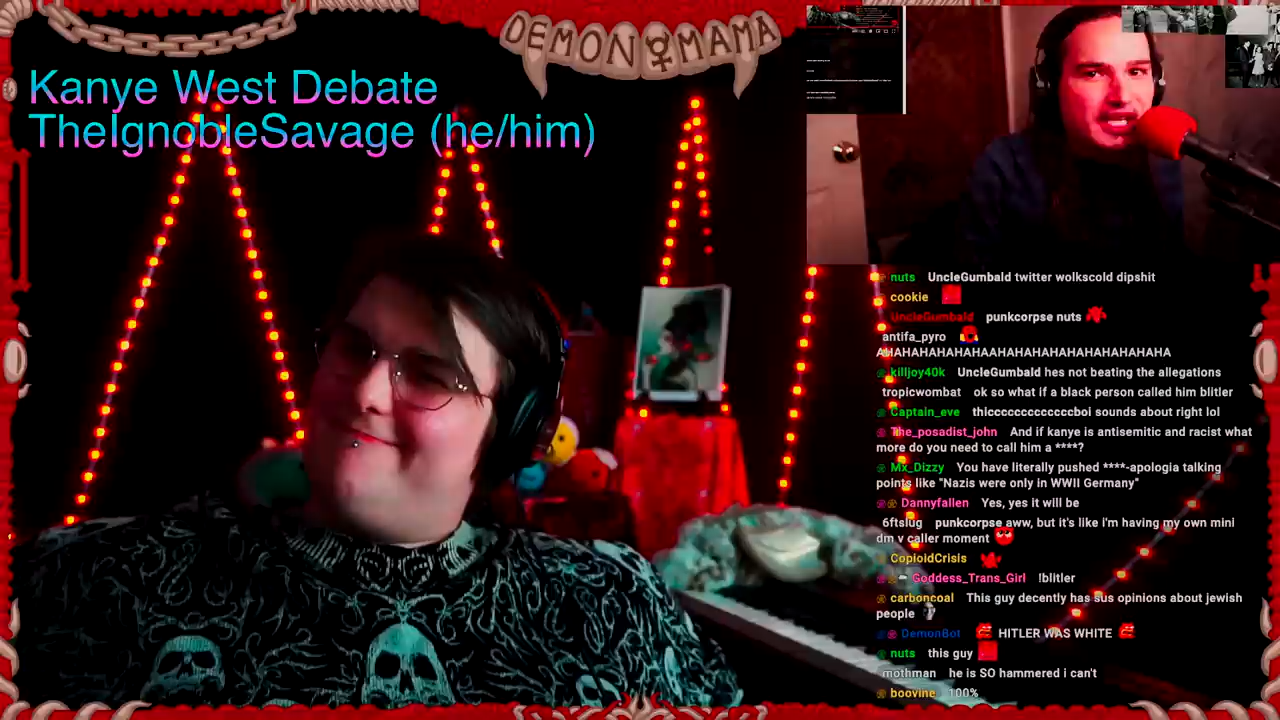 DEMON MAMA
Kanye West Debate
TheIgnobleSavage (he/him)
nuts UncleGumbald twitter wolkscold dipshit
cookie
UncleGumbald punkcorpse nuts
antifa_pyro
AHAHAHAHAHAHAAHAHAHAHAHAHAHAHAHA
killjoy40k UncleGumbald hes not beating the allegations
tropicwombat ok so what if a black person called him blitler
Captain_eve thicccccccccccccboi sounds about right lol
The_posadist_john And if kanye is antisemitic and racist what
more do you need to call him a ****?
Mx_Dizzy You have literally pushed ****-apologia talking
points like "Nazis were only in WWII Germany"
Dannyfallen Yes, yes it will be
6ftslug punkcorpse aww, but it's like i'm having my own mini
dm v caller moment
CopioidCrisis
Goddess_Trans_Girl !blitler
carboncoal This guy decently has sus opinions about jewish
people
DemonBot HITLER WAS WHITE
nuts this guy
mothman he is SO hammered i can't
boovine 100%